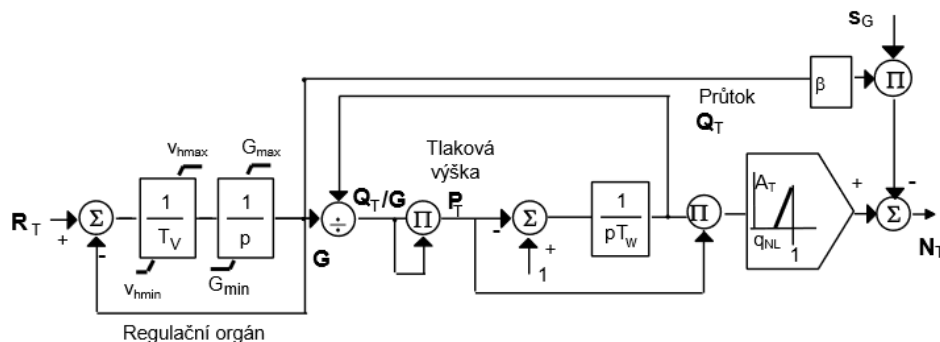 s_G
Π
β
Průtok
Q_T
v_hmax
G_max
Tlaková
výška
A_T
q_NL
1
R_T
+
-
Σ
1
T_V
1
p
G
÷
Q_T/G
Π
P_T
-
Σ
+
1
1
pT_w
Π
+
-
Σ
N_T
v_hmin
G_min
Regulační orgán